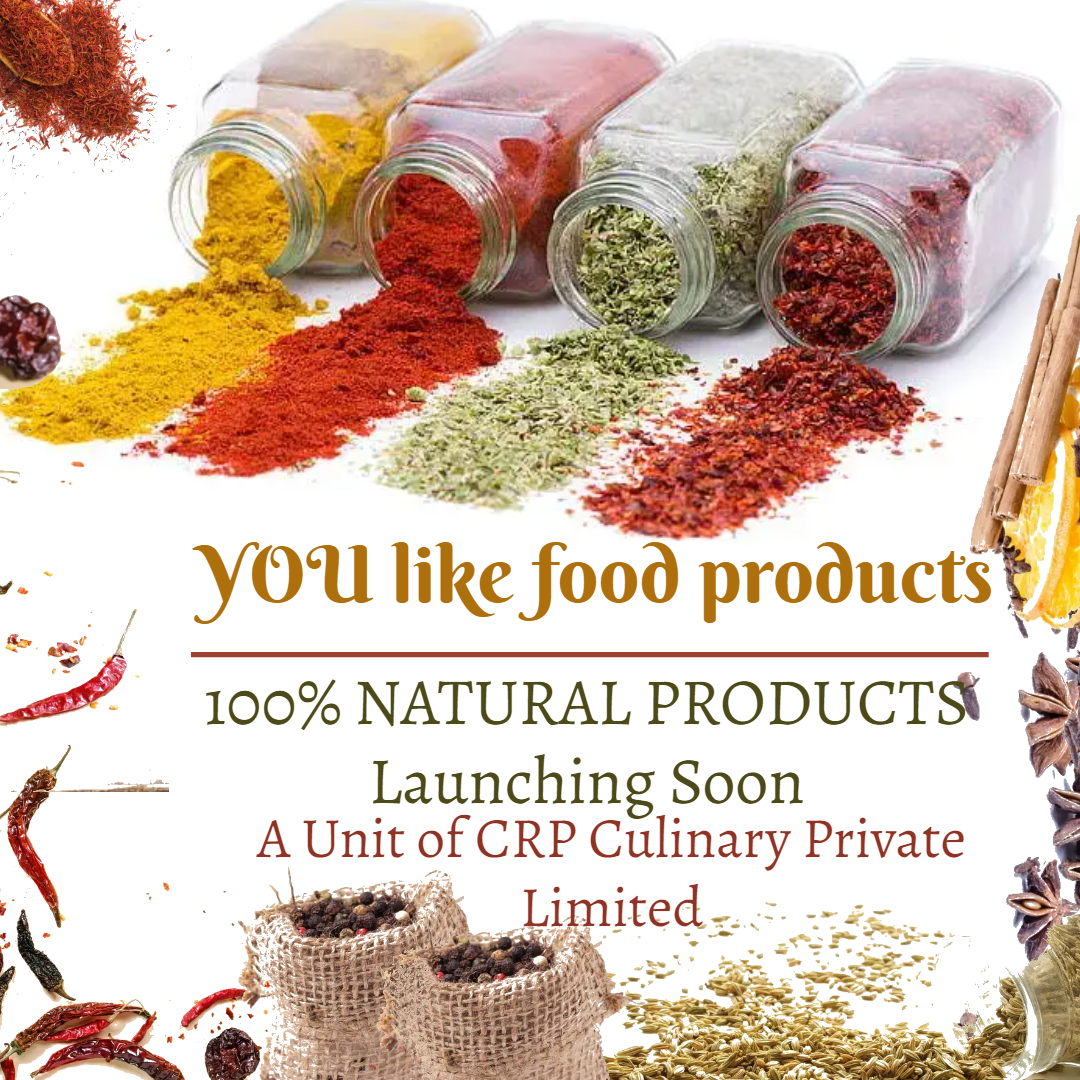 YOU like food products
100% NATURAL PRODUCTS
Launching Soon
A Unit of CRP Culinary Private
Limited